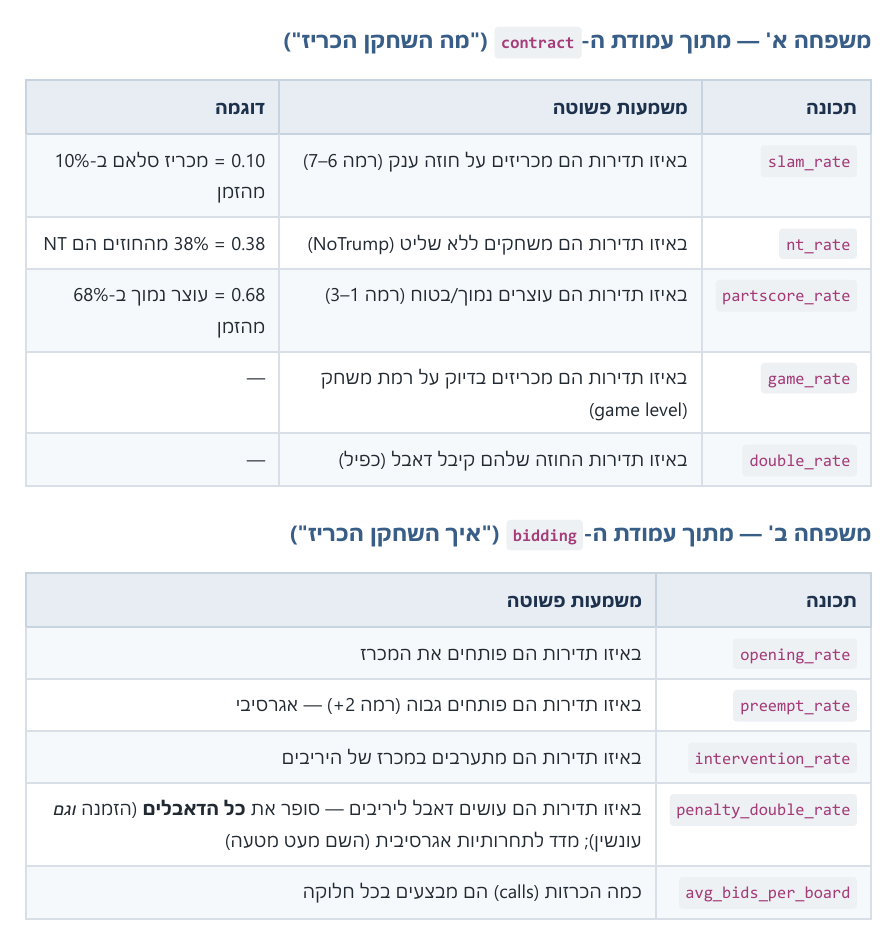 משפחה א' — מתוך עמודת ה-contract ("מה השחקן הכריז")
תכונה משמעות פשוטה דוגמה
slam_rate באיזו תדירות הם מכריזים על חוזה ענק (רמה 6–7) 0.10 = מכריז סלאם ב-10%
מהזמן
nt_rate באיזו תדירות הם משחקים ללא שליט (NoTrump) 0.38 = 38% מהחוזים הם NT
partscore_rate באיזו תדירות הם עוצרים נמוך/בטוח (רמה 1–3) 0.68 = עוצר נמוך ב-68%
מהזמן
game_rate באיזו תדירות הם מכריזים בדיוק על רמת משחק —
(game level)
double_rate באיזו תדירות החוזה שלהם קיבל דאבל (כפיל) —
משפחה ב' — מתוך עמודת ה-bidding ("איך השחקן הכריז")
תכונה משמעות פשוטה
opening_rate באיזו תדירות הם פותחים את המכרז
preempt_rate באיזו תדירות הם פותחים גבוה (רמה 2+) — אגרסיבי
intervention_rate באיזו תדירות הם מתערבים במכרז של היריבים
penalty_double_rate באיזו תדירות הם עושים דאבל ליריבים — סופר את כל הדאבלים (הזמנה וגם
עונשין); מדד לתחרותיות אגרסיבית (השם מעט מטעה)
avg_bids_per_board כמה הכרזות (calls) הם מבצעים בכל חלוקה